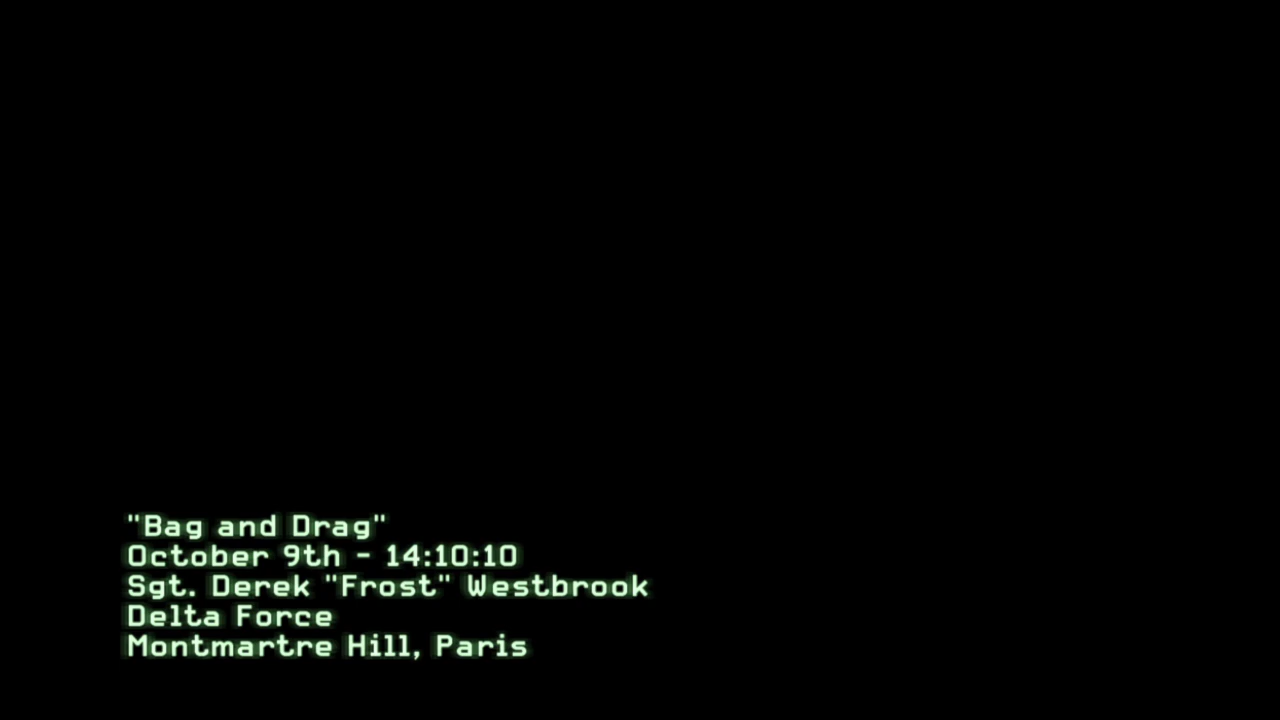 "Bag and Drag"
October 9th - 14:10:10
Sgt. Derek "Frost" Westbrook
Delta Force
Montmartre Hill, Paris